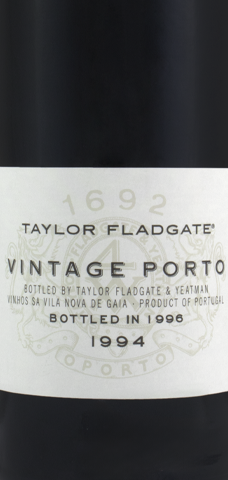 1692
TAYLOR FLADGATE®
VINTAGE PORTO
BOTTLED BY TAYLOR FLADGATE & YEATMAN
VINHOS SA VILA NOVA DE GAIA - PRODUCT OF PORTUGAL
BOTTLED IN 1996
1994
OPORTO